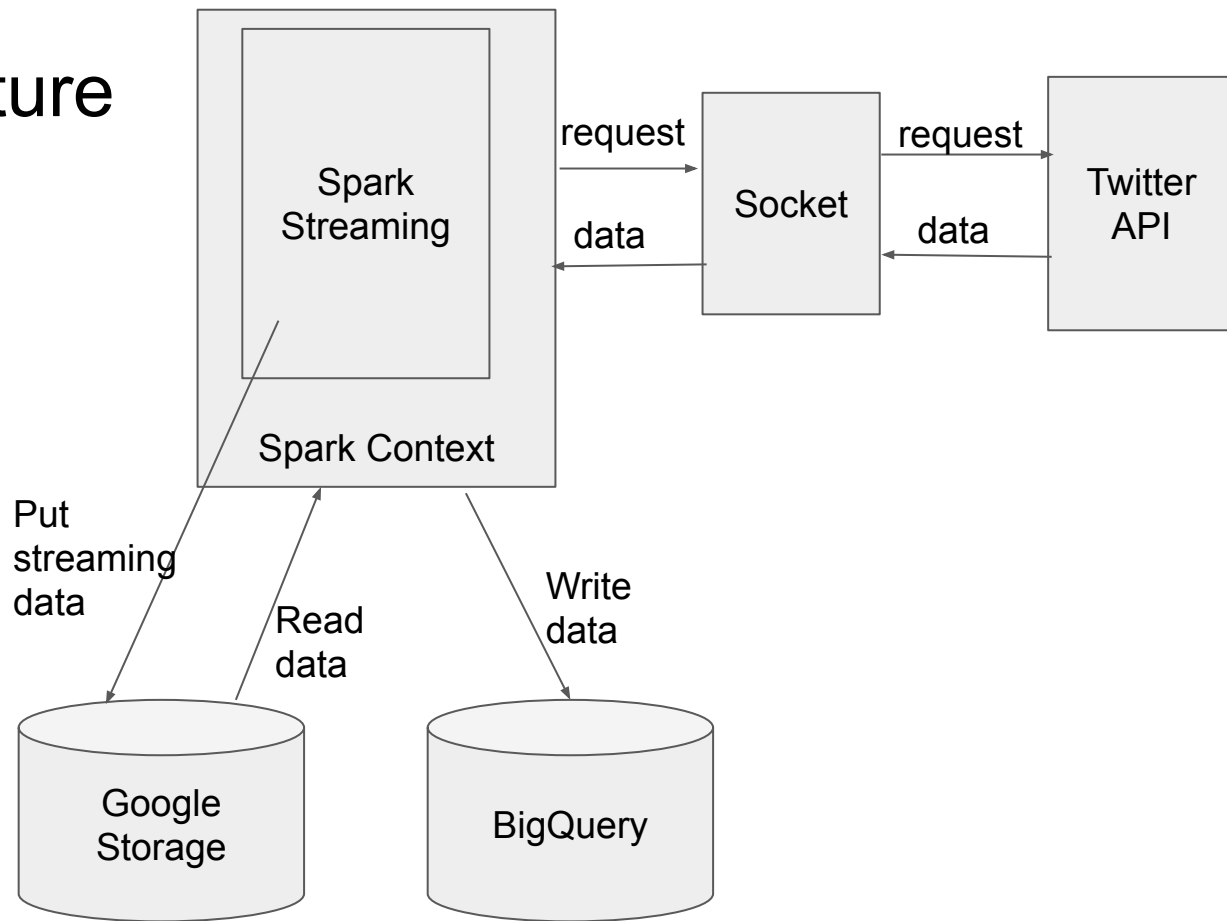 ture
Spark
Streaming
Spark Context
request
data
Socket
request
data
Twitter
API
Put
streaming
data
Read
data
Write
data
Google
Storage
BigQuery